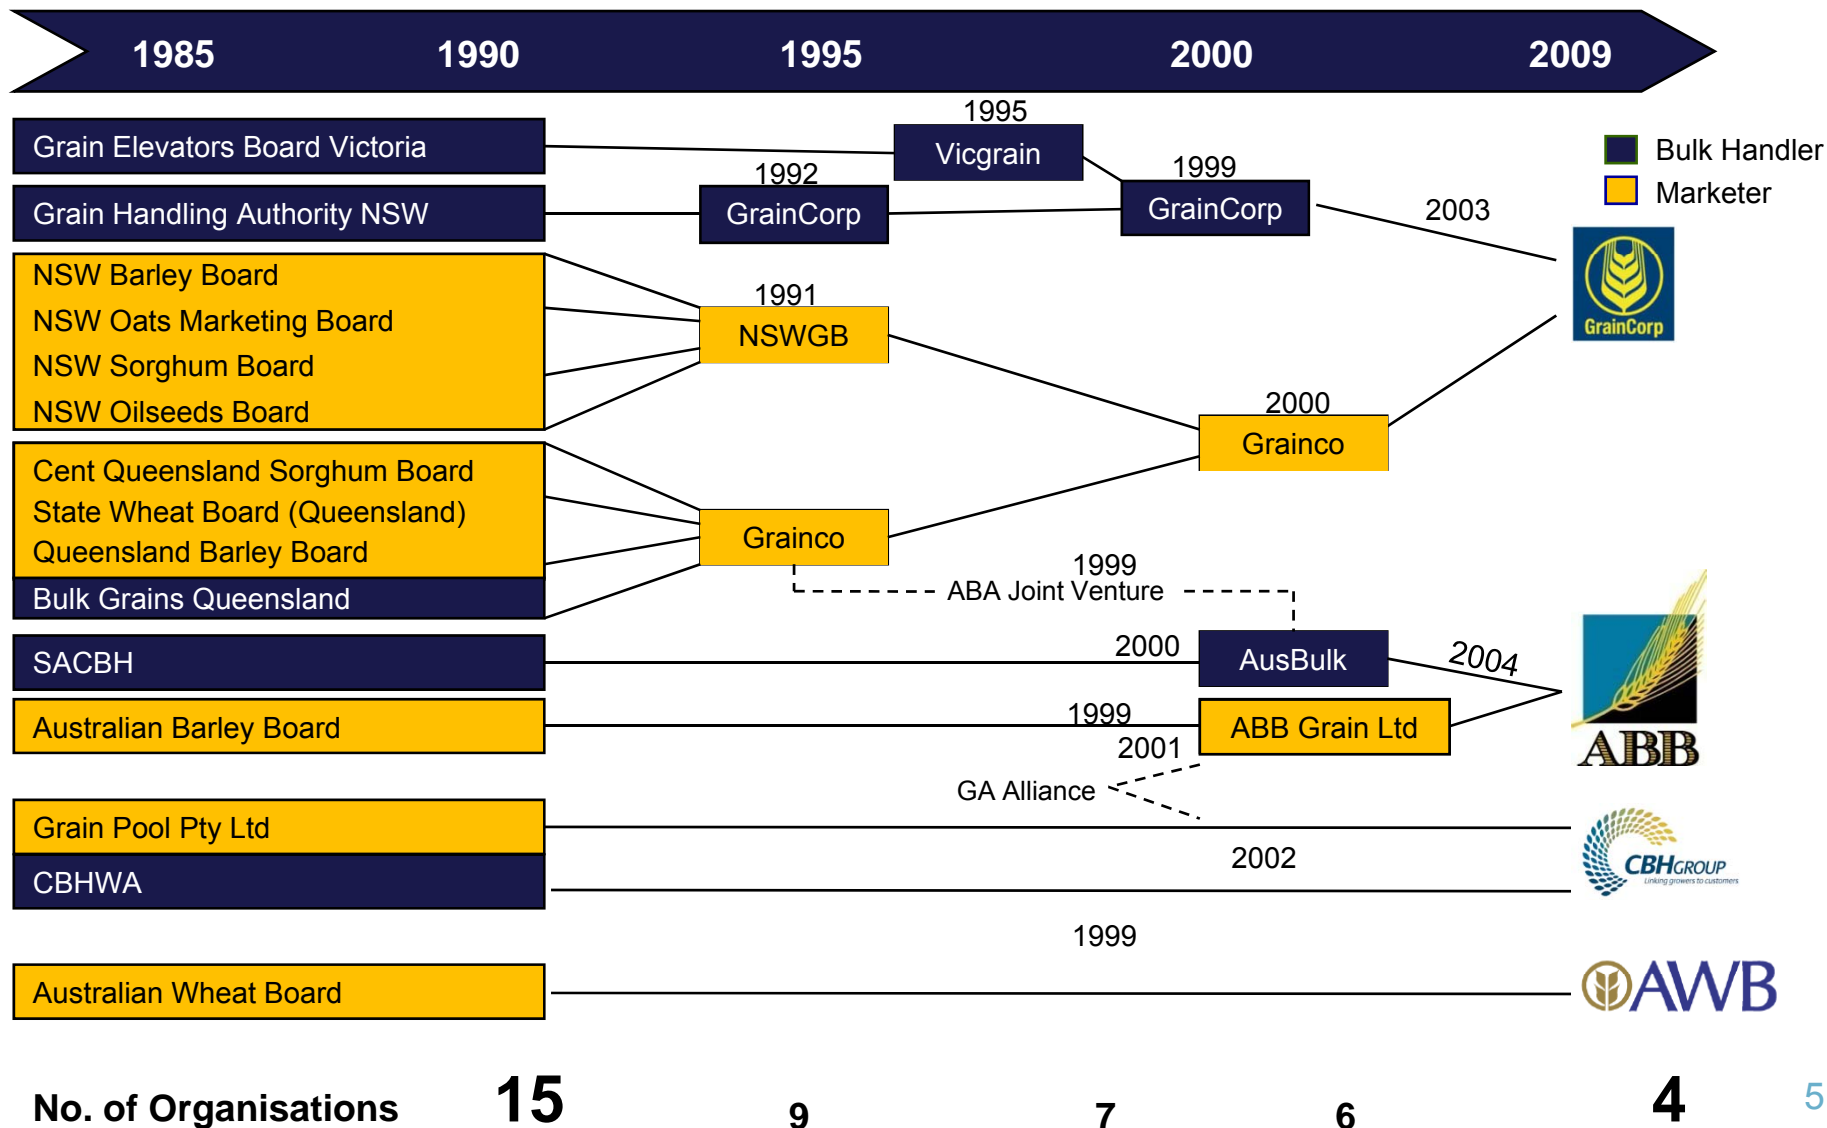 1985 1990 1995 2000 2009
1995
Grain Elevators Board Victoria
Vicgrain
Bulk Handler
1992
1999
Marketer
Grain Handling Authority NSW
GrainCorp
GrainCorp
2003
NSW Barley Board
1991
NSW Oats Marketing Board
NSWGB
GrainCorp
NSW Sorghum Board
NSW Oilseeds Board
2000
Grainco
Cent Queensland Sorghum Board
State Wheat Board (Queensland)
Queensland Barley Board
Grainco
1999
ABA Joint Venture
Bulk Grains Queensland
SACBH
2000
AusBulk
2004
Australian Barley Board
1999
ABB Grain Ltd
ABB
2001
GA Alliance
Grain Pool Pty Ltd
2002
CBHGROUP
Linking growers to customers
CBHWA
1999
Australian Wheat Board
AWB
No. of Organisations 15 9 7 6 4 5